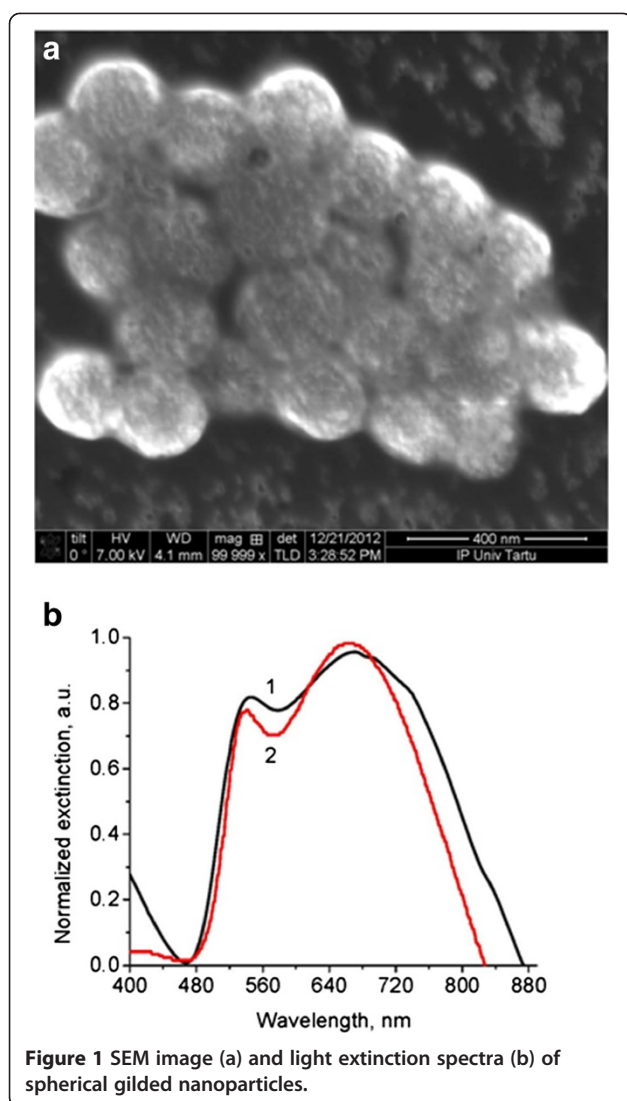 a
tilt HV WD mag ⊞ det 12/21/2012 400 nm
0 ° 7.00 kV 4.1 mm 99 999 x TLD 3:28:52 PM IP Univ Tartu
b
1.0
0.8
0.6
0.4
0.2
0.0
Normalized exctinction, a.u.
1
2
400 480 560 640 720 800 880
Wavelength, nm
Figure 1 SEM image (a) and light extinction spectra (b) of
spherical gilded nanoparticles.